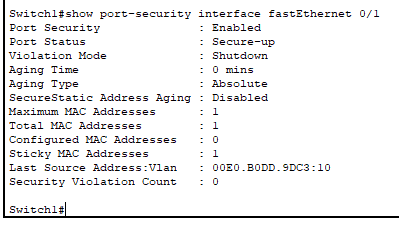 Switch1#show port-security interface fastEthernet 0/1
Port Security              : Enabled
Port Status                : Secure-up
Violation Mode             : Shutdown
Aging Time                 : 0 mins
Aging Type                 : Absolute
SecureStatic Address Aging : Disabled
Maximum MAC Addresses      : 1
Total MAC Addresses        : 1
Configured MAC Addresses   : 0
Sticky MAC Addresses       : 1
Last Source Address:Vlan   : 00E0.B0DD.9DC3:10
Security Violation Count   : 0
Switch1#